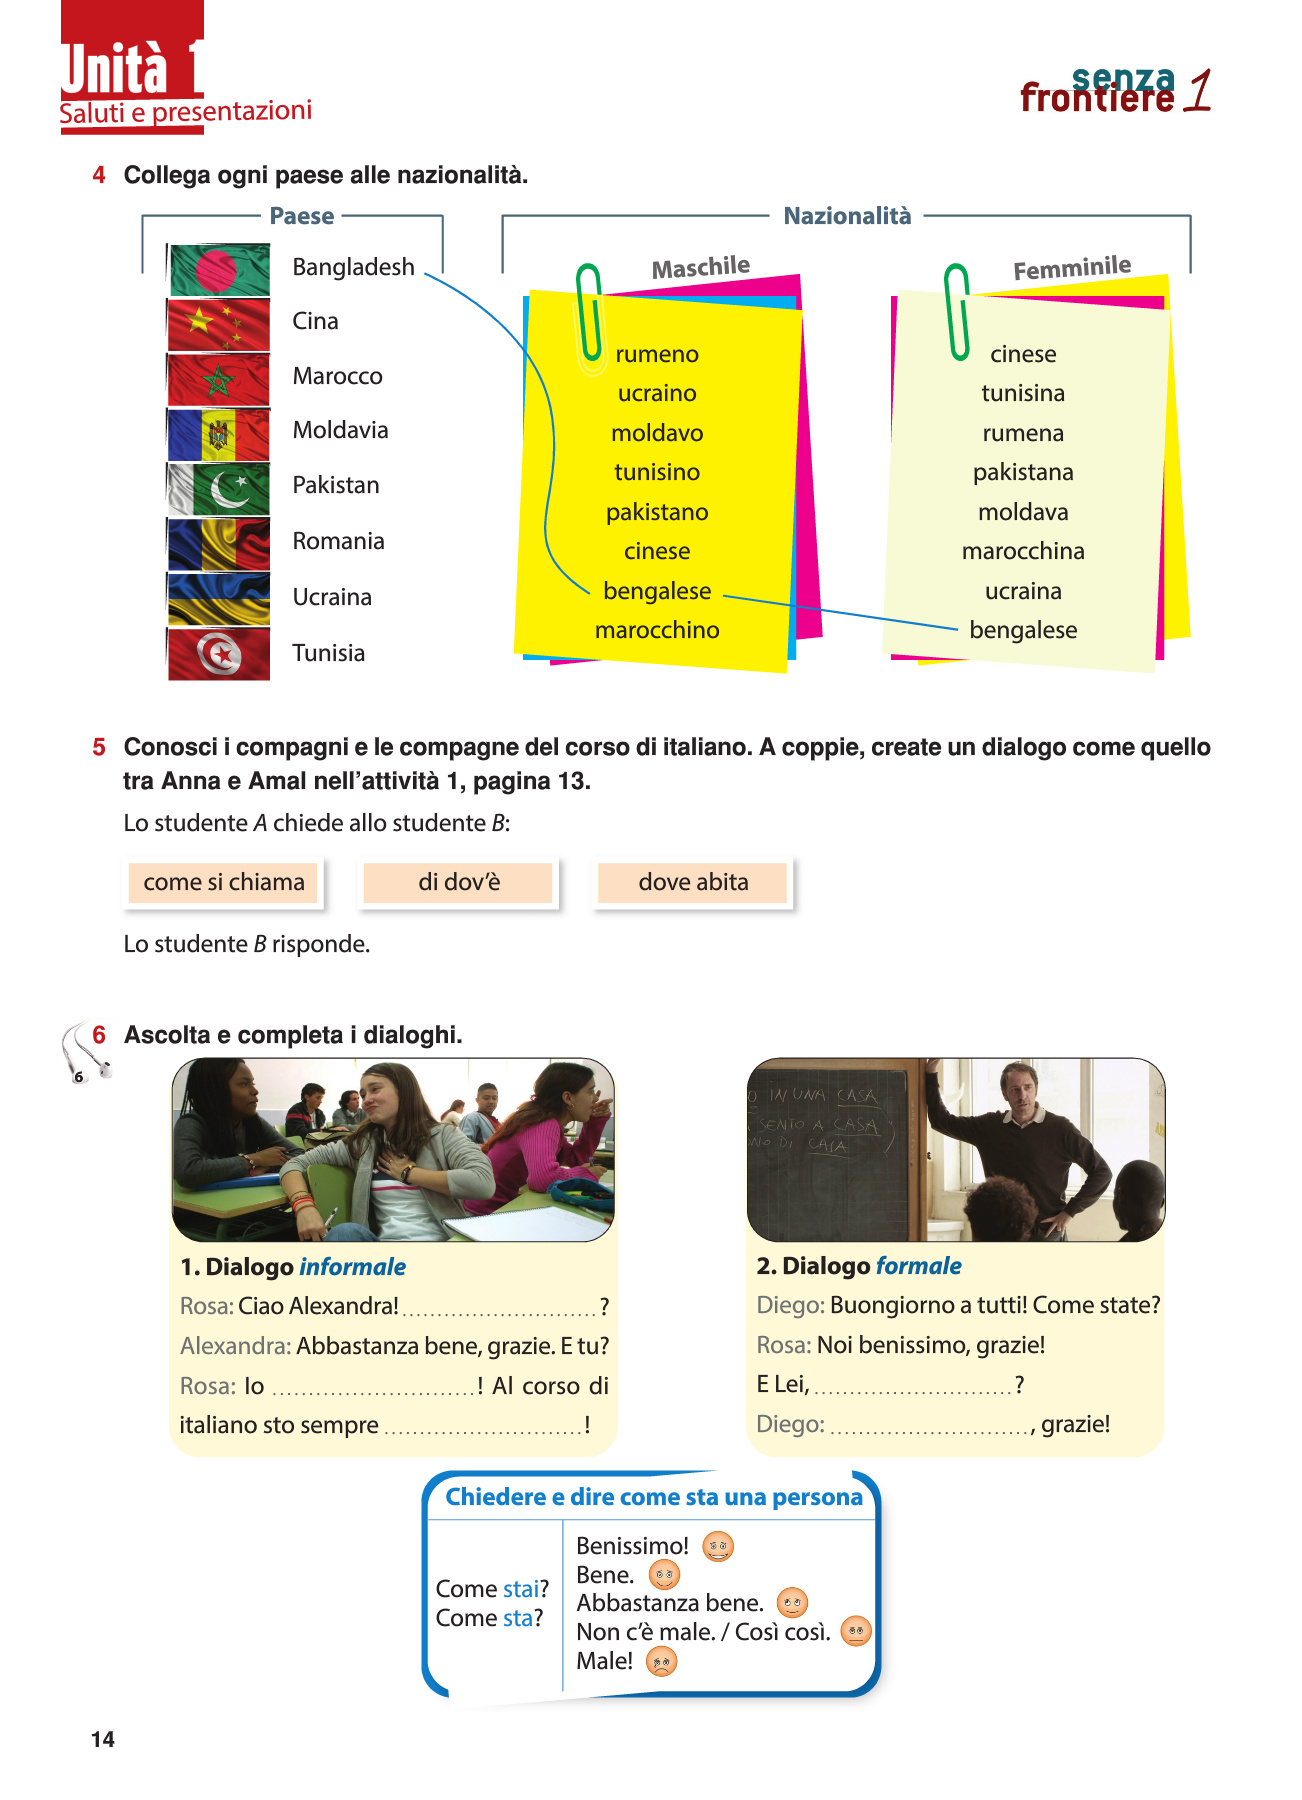 Unità 1
Saluti e presentazioni
senza
frontiere 1
4 Collega ogni paese alle nazionalità.
Paese
Nazionalità
Bangladesh
Cina
Marocco
Moldavia
Pakistan
Romania
Ucraina
Tunisia
Maschile
rumeno
ucraino
moldavo
tunisino
pakistano
cinese
bengalese
marocchino
Femminile
cinese
tunisina
rumena
pakistana
moldava
marocchina
ucraina
bengalese
5 Conosci i compagni e le compagne del corso di italiano. A coppie, create un dialogo come quello
tra Anna e Amal nell’attività 1, pagina 13.
Lo studente A chiede allo studente B:
come si chiama
di dov’è
dove abita
Lo studente B risponde.
6 Ascolta e completa i dialoghi.
6
IN UNA CASA
SENTO A CASA
DI CASA
1. Dialogo informale
Rosa: Ciao Alexandra! ........................... ?
Alexandra: Abbastanza bene, grazie. E tu?
Rosa: Io ............................ ! Al corso di
italiano sto sempre ........................... !
2. Dialogo formale
Diego: Buongiorno a tutti! Come state?
Rosa: Noi benissimo, grazie!
E Lei, ............................ ?
Diego: ............................ , grazie!
Chiedere e dire come sta una persona
Come stai?
Come sta?
Benissimo!
Bene.
Abbastanza bene.
Non c’è male. / Così così.
Male!
14